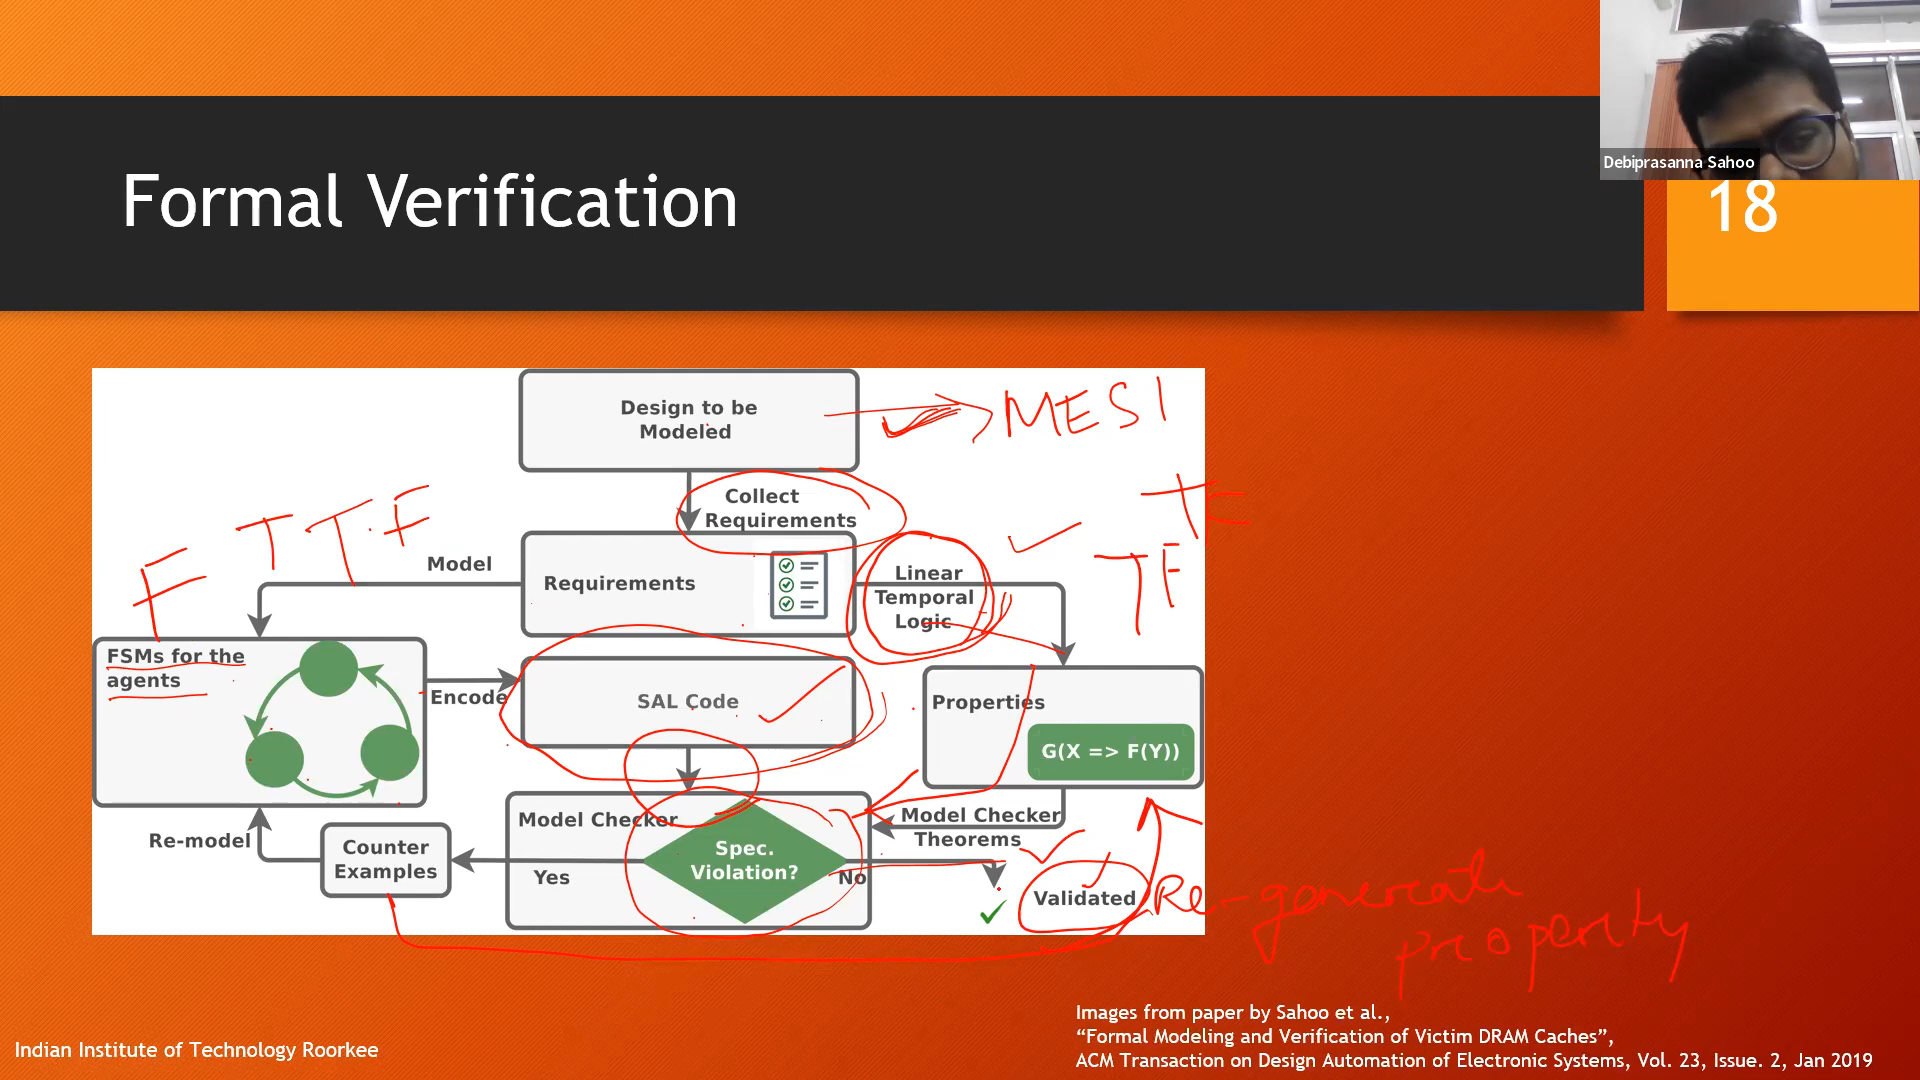 Debiprasanna Sahoo
Formal Verification
18
Design to be
Modeled
MESI
Collect
Requirements
F T T F
Model
Requirements
Linear
Temporal
Logic
TF
TF
FSMs for the
agents
Encode
SAL Code
Properties
G(X => F(Y))
Model Checker
Theorems
Re-model
Counter
Examples
Model Checker
Spec.
Violation?
Yes
No
Validated
Re-generate
property
Images from paper by Sahoo et al.,
“Formal Modeling and Verification of Victim DRAM Caches”,
ACM Transaction on Design Automation of Electronic Systems, Vol. 23, Issue. 2, Jan 2019
Indian Institute of Technology Roorkee